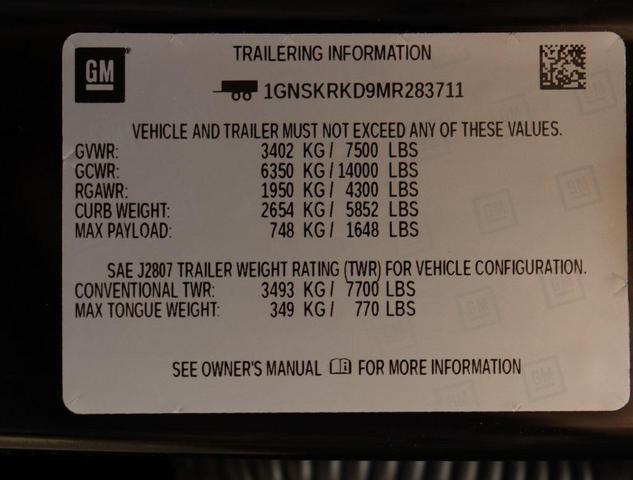 GM
TRAILERING INFORMATION
1GNSKRKD9MR283711
VEHICLE AND TRAILER MUST NOT EXCEED ANY OF THESE VALUES.
GVWR: 3402 KG / 7500 LBS
GCWR: 6350 KG / 14000 LBS
RGAWR: 1950 KG / 4300 LBS
CURB WEIGHT: 2654 KG / 5852 LBS
MAX PAYLOAD: 748 KG / 1648 LBS
SAE J2807 TRAILER WEIGHT RATING (TWR) FOR VEHICLE CONFIGURATION.
CONVENTIONAL TWR: 3493 KG / 7700 LBS
MAX TONGUE WEIGHT: 349 KG / 770 LBS
SEE OWNER'S MANUAL FOR MORE INFORMATION